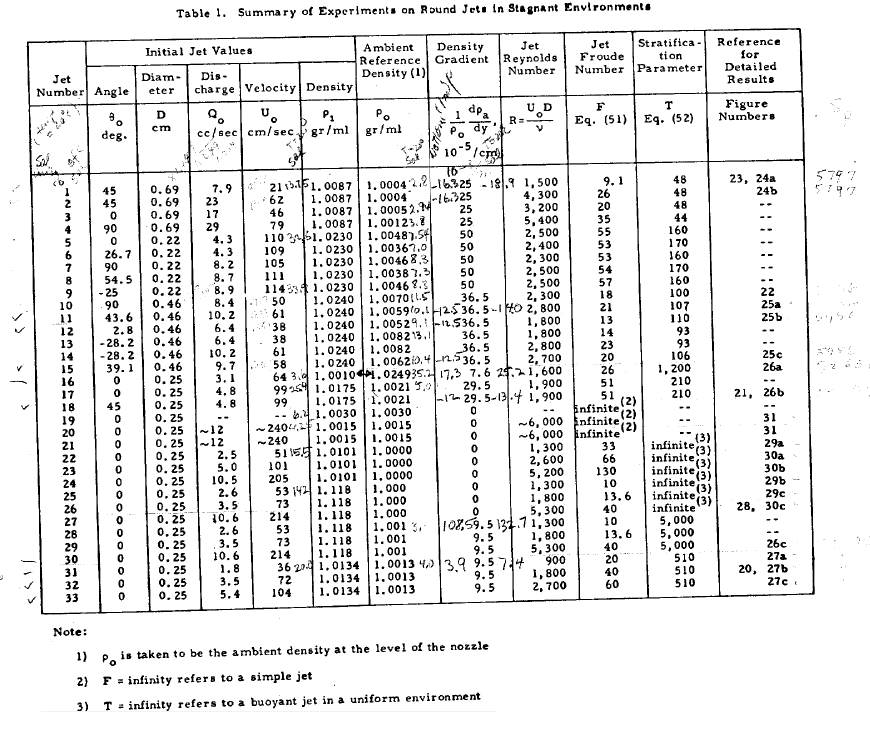 Table 1. Summary of Experiments on Round Jets in Stagnant Environments
Jet Number | Initial Jet Values | Ambient Reference Density (1) | Density Gradient | Jet Reynolds Number | Jet Froude Number | Stratifica- tion Parameter | Reference for Detailed Results
Angle | Diam- eter | Dis- charge | Velocity | Density
θo deg. | D cm | Qo cc/sec | Uo cm/sec | ρ1 gr/ml | ρo gr/ml | 1/ρo dρa/dy, 10-5/cm | R= UoD/ν | F Eq. (51) | T Eq. (52) | Figure Numbers
1 45 0.69 7.9 21 1.0087 1.0004 25 1,500 9.1 48 23, 24a
2 45 0.69 23 62 1.0087 1.0004 25 4,300 26 48 24b
3 0 0.69 17 46 1.0087 1.0005 25 3,200 20 48 --
4 90 0.69 29 79 1.0087 1.0012 25 5,400 35 44 --
5 0 0.22 4.3 110 1.0230 1.0048 50 2,500 55 160 --
6 26.7 0.22 4.3 109 1.0230 1.0036 50 2,400 53 170 --
7 90 0.22 8.2 105 1.0230 1.0046 50 2,300 53 160 --
8 54.5 0.22 8.7 111 1.0230 1.0038 50 2,500 54 170 --
9 -25 0.22 8.9 114 1.0230 1.0046 50 2,500 57 160 --
10 90 0.46 8.4 50 1.0240 1.0070 36.5 2,300 18 100 22
11 43.6 0.46 10.2 61 1.0240 1.0059 36.5 2,800 21 107 25a
12 2.8 0.46 6.4 38 1.0240 1.0052 36.5 1,800 13 110 25b
13 -28.2 0.46 6.4 38 1.0240 1.0082 36.5 1,800 14 93 --
14 -28.2 0.46 10.2 61 1.0240 1.0082 36.5 2,800 23 93 --
15 39.1 0.46 9.7 58 1.0240 1.0062 36.5 2,700 20 106 25c
16 0 0.25 3.1 64 1.0010 1.0249 7.6 1,600 26 1,200 26a
17 0 0.25 4.8 99 1.0175 1.0021 29.5 1,900 51 210 --
18 45 0.25 4.8 99 1.0175 1.0021 29.5 1,900 51 210 21, 26b
19 0 0.25 -- -- 1.0030 1.0030 0 -- infinite(2) -- --
20 0 0.25 ~12 ~240 1.0015 1.0015 0 ~6,000 infinite(2) -- 31
21 0 0.25 ~12 ~240 1.0015 1.0015 0 ~6,000 infinite(2) -- 31
22 0 0.25 2.5 51 1.0101 1.0000 0 1,300 33 infinite(3) 29a
23 0 0.25 5.0 101 1.0101 1.0000 0 2,600 66 infinite(3) 30a
24 0 0.25 10.5 205 1.0101 1.0000 0 5,200 130 infinite(3) 30b
25 0 0.25 2.6 53 1.118 1.000 0 1,300 10 infinite(3) 29b
26 0 0.25 3.5 73 1.118 1.000 0 1,800 13.6 infinite(3) 29c
27 0 0.25 10.6 214 1.118 1.000 0 5,300 40 infinite(3) 28, 30c
28 0 0.25 2.6 53 1.118 1.001 9.5 1,300 10 5,000 --
29 0 0.25 3.5 73 1.118 1.001 9.5 1,800 13.6 5,000 --
30 0 0.25 10.6 214 1.118 1.001 9.5 5,300 40 5,000 26c
31 0 0.25 1.8 36 1.0134 1.0013 9.5 900 20 510 27a
32 0 0.25 3.5 72 1.0134 1.0013 9.5 1,800 40 510 20, 27b
33 0 0.25 5.4 104 1.0134 1.0013 9.5 2,700 60 510 27c
Note:
1) ρo is taken to be the ambient density at the level of the nozzle
2) F = infinity refers to a simple jet
3) T = infinity refers to a buoyant jet in a uniform environment